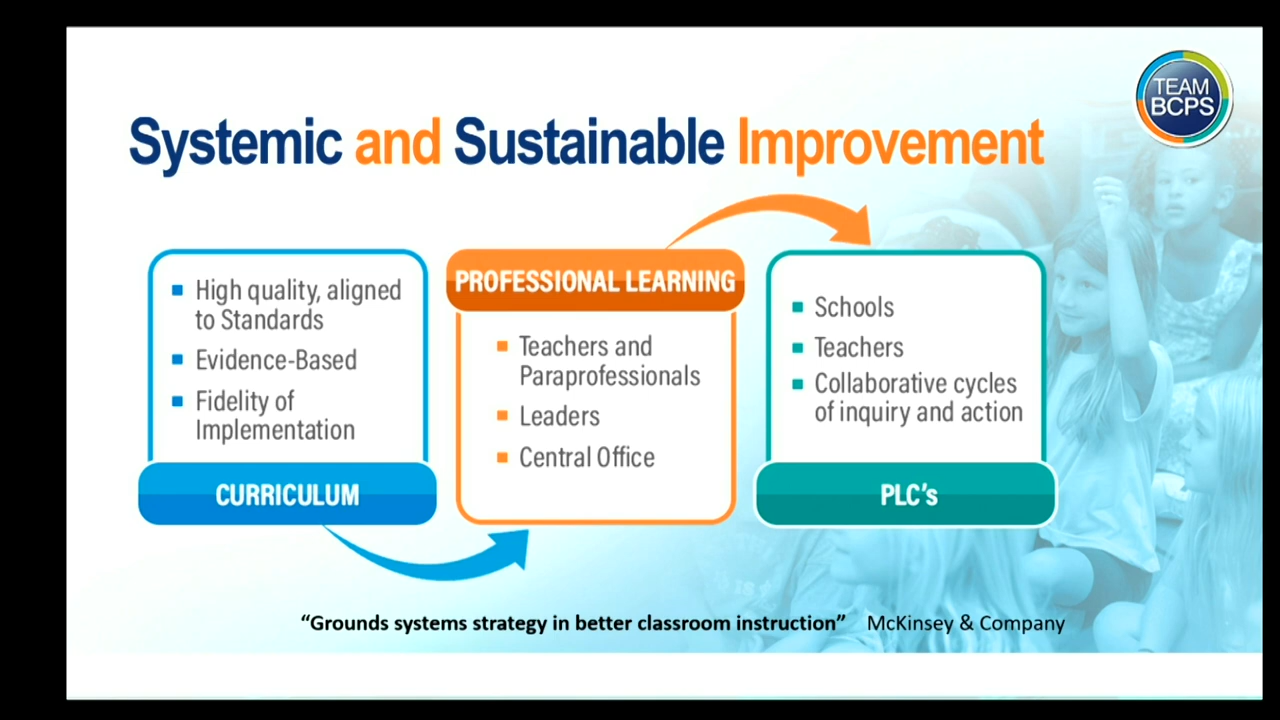 TEAM
BCPS
Systemic and Sustainable Improvement
High quality, aligned
to Standards
Evidence-Based
Fidelity of
Implementation
CURRICULUM
PROFESSIONAL LEARNING
Teachers and
Paraprofessionals
Leaders
Central Office
Schools
Teachers
Collaborative cycles
of inquiry and action
PLC's
“Grounds systems strategy in better classroom instruction” McKinsey & Company